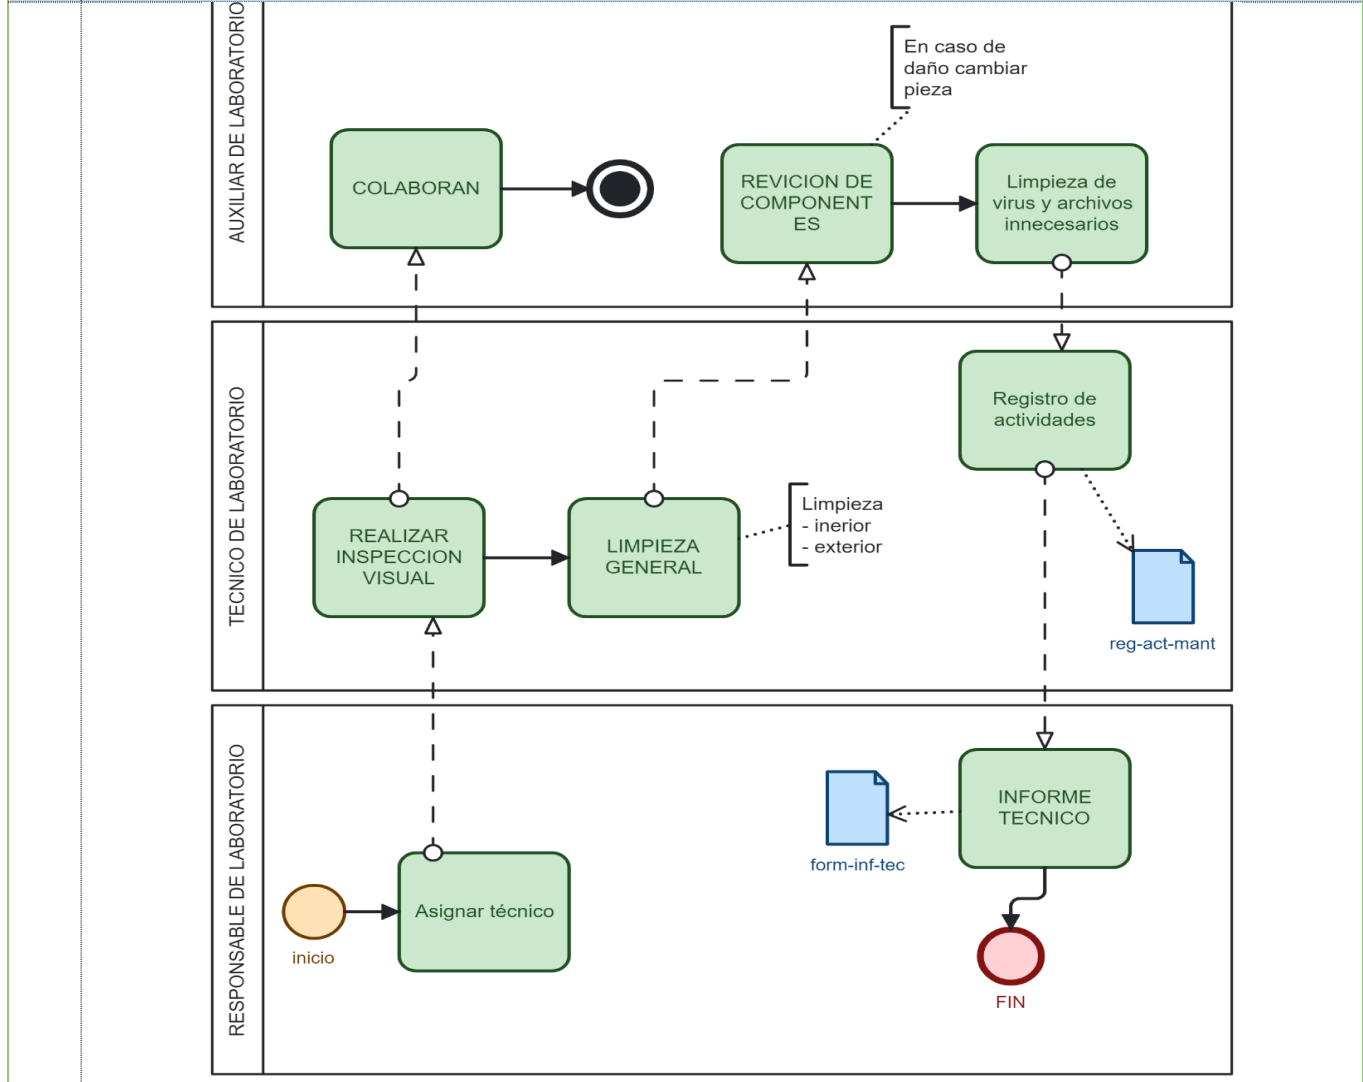 AUXILIAR DE LABORATORIO
En caso de
daño cambiar
pieza
COLABORAN
REVICION DE
COMPONENT
ES
Limpieza de
virus y archivos
innecesarios
TECNICO DE LABORATORIO
Registro de
actividades
REALIZAR
INSPECCION
VISUAL
LIMPIEZA
GENERAL
Limpieza
- inerior
- exterior
reg-act-mant
RESPONSABLE DE LABORATORIO
inicio
Asignar técnico
form-inf-tec
INFORME
TECNICO
FIN